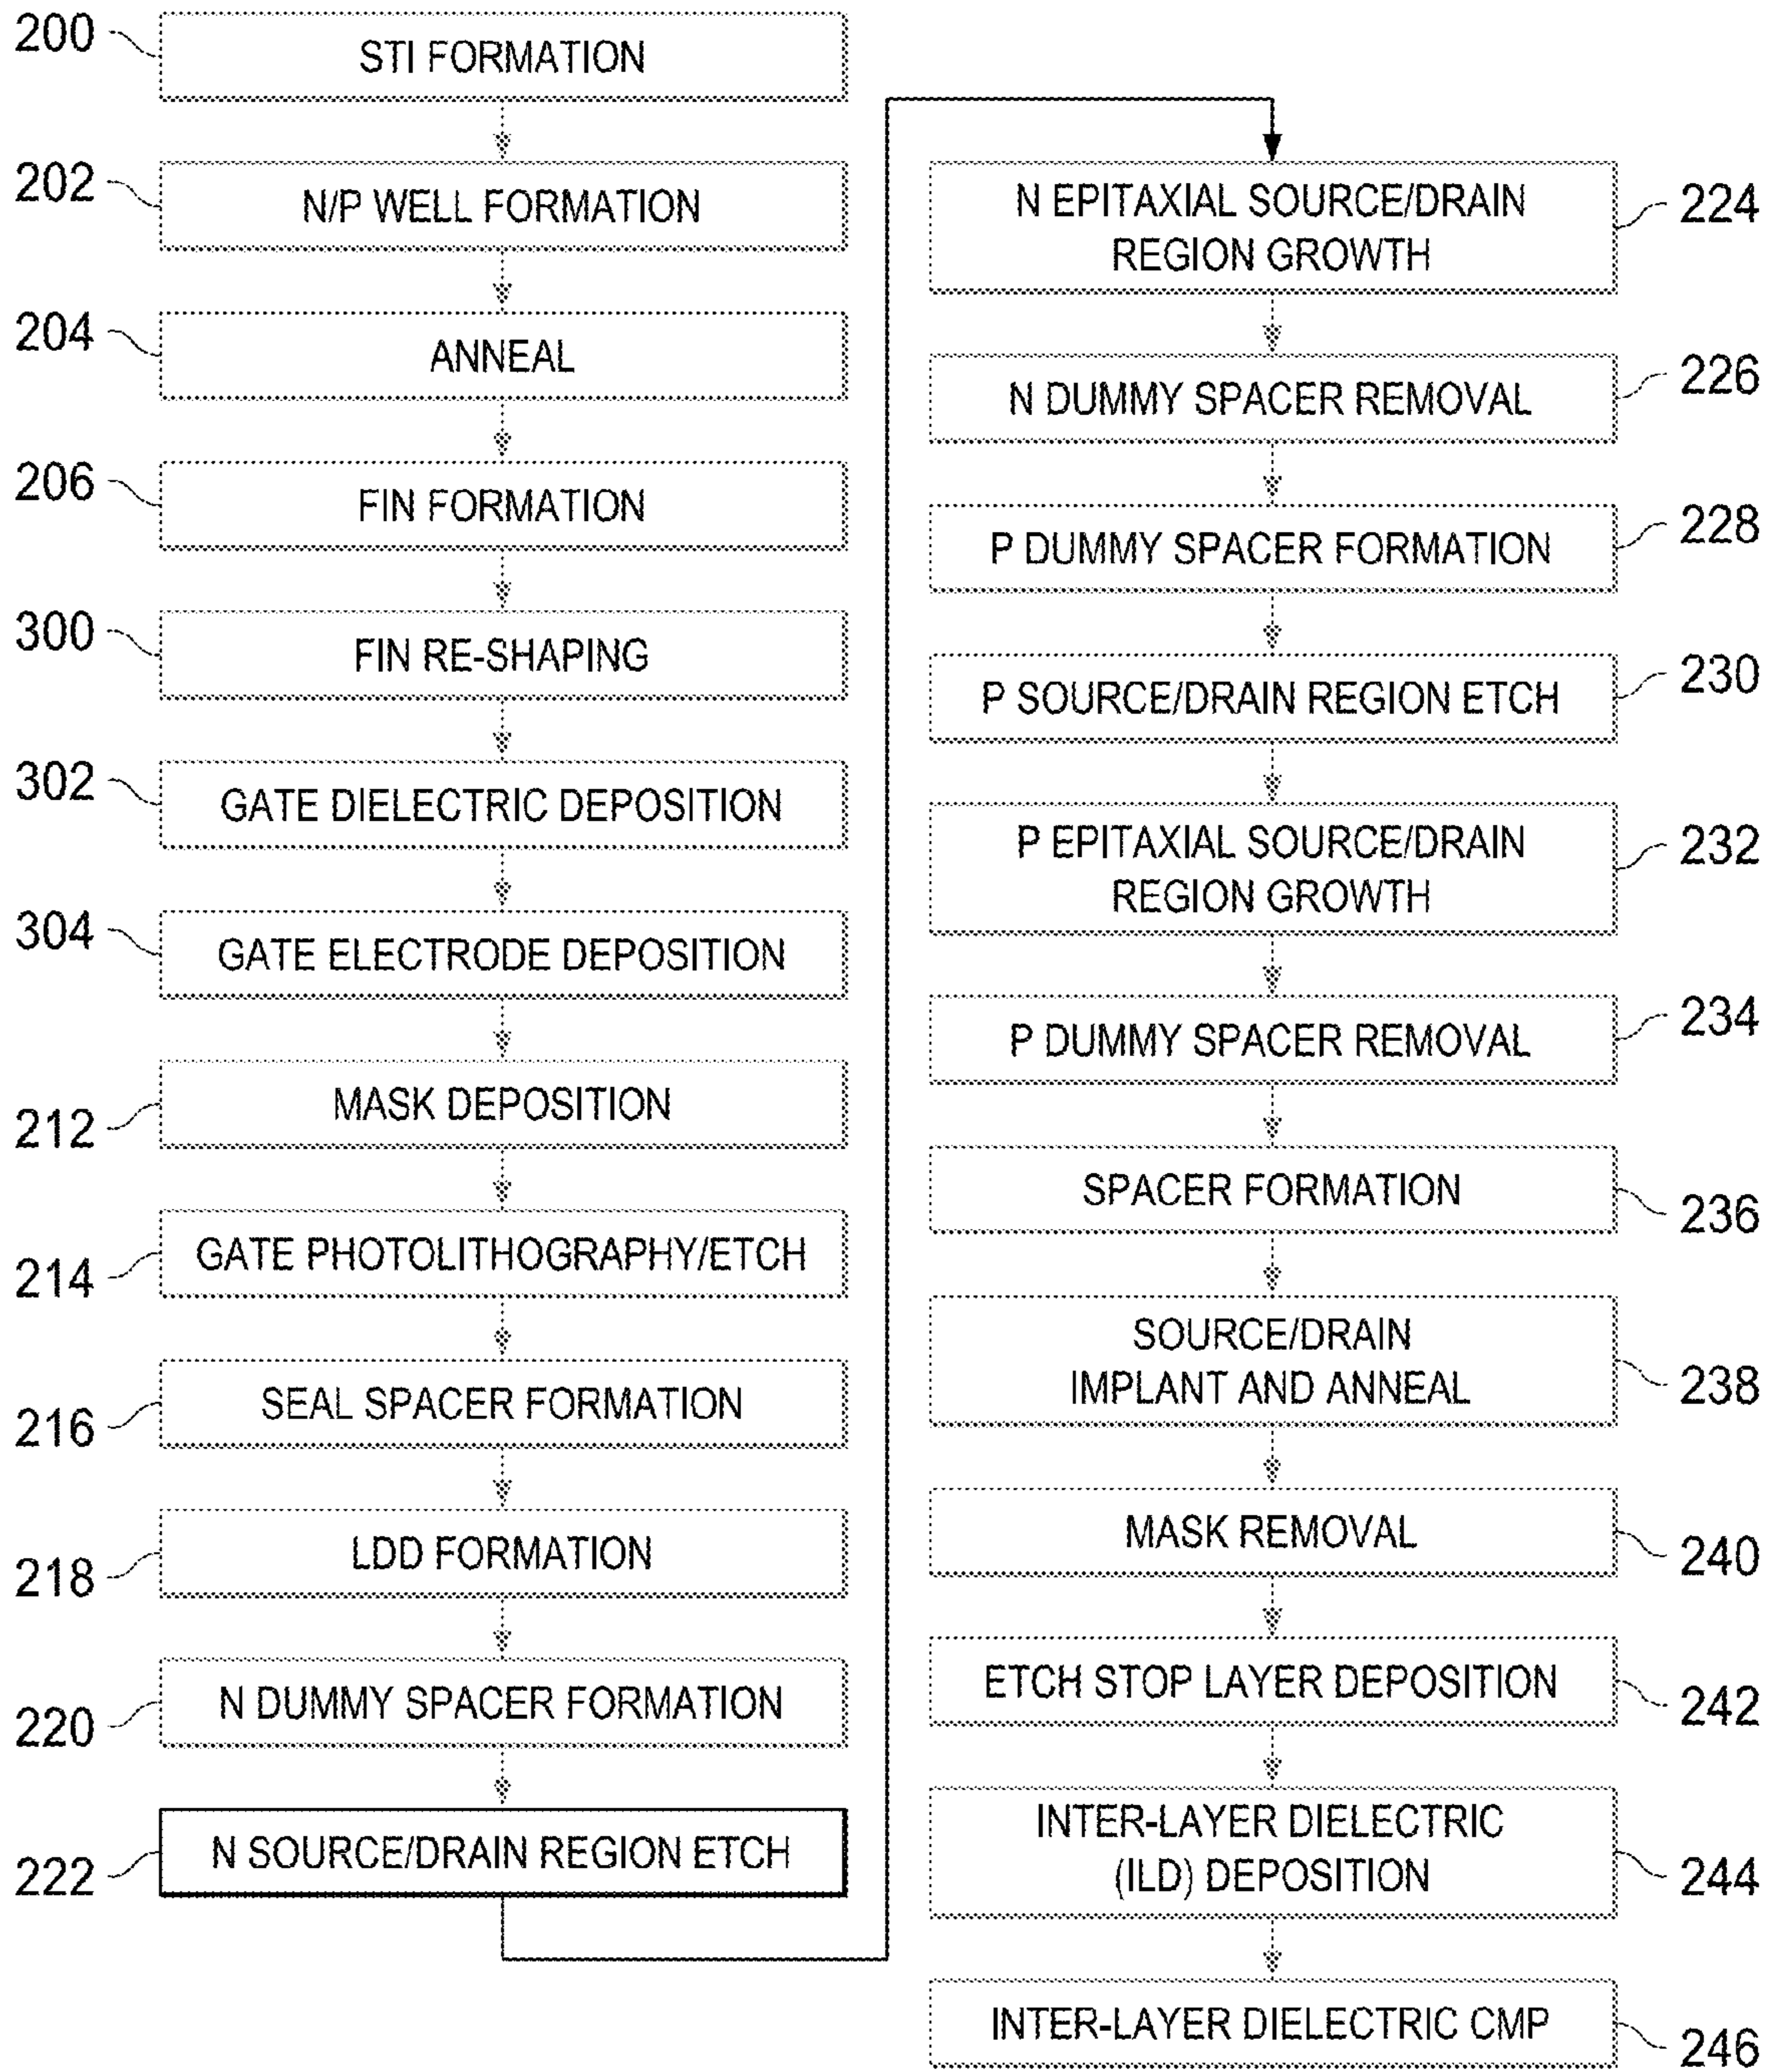 200
STI FORMATION
202
N/P WELL FORMATION
204
ANNEAL
206
FIN FORMATION
300
FIN RE-SHAPING
302
GATE DIELECTRIC DEPOSITION
304
GATE ELECTRODE DEPOSITION
212
MASK DEPOSITION
214
GATE PHOTOLITHOGRAPHY/ETCH
216
SEAL SPACER FORMATION
218
LDD FORMATION
220
N DUMMY SPACER FORMATION
222
N SOURCE/DRAIN REGION ETCH
N EPITAXIAL SOURCE/DRAIN
REGION GROWTH
224
N DUMMY SPACER REMOVAL
226
P DUMMY SPACER FORMATION
228
P SOURCE/DRAIN REGION ETCH
230
P EPITAXIAL SOURCE/DRAIN
REGION GROWTH
232
P DUMMY SPACER REMOVAL
234
SPACER FORMATION
236
SOURCE/DRAIN
IMPLANT AND ANNEAL
238
MASK REMOVAL
240
ETCH STOP LAYER DEPOSITION
242
INTER-LAYER DIELECTRIC
(ILD) DEPOSITION
244
INTER-LAYER DIELECTRIC CMP
246